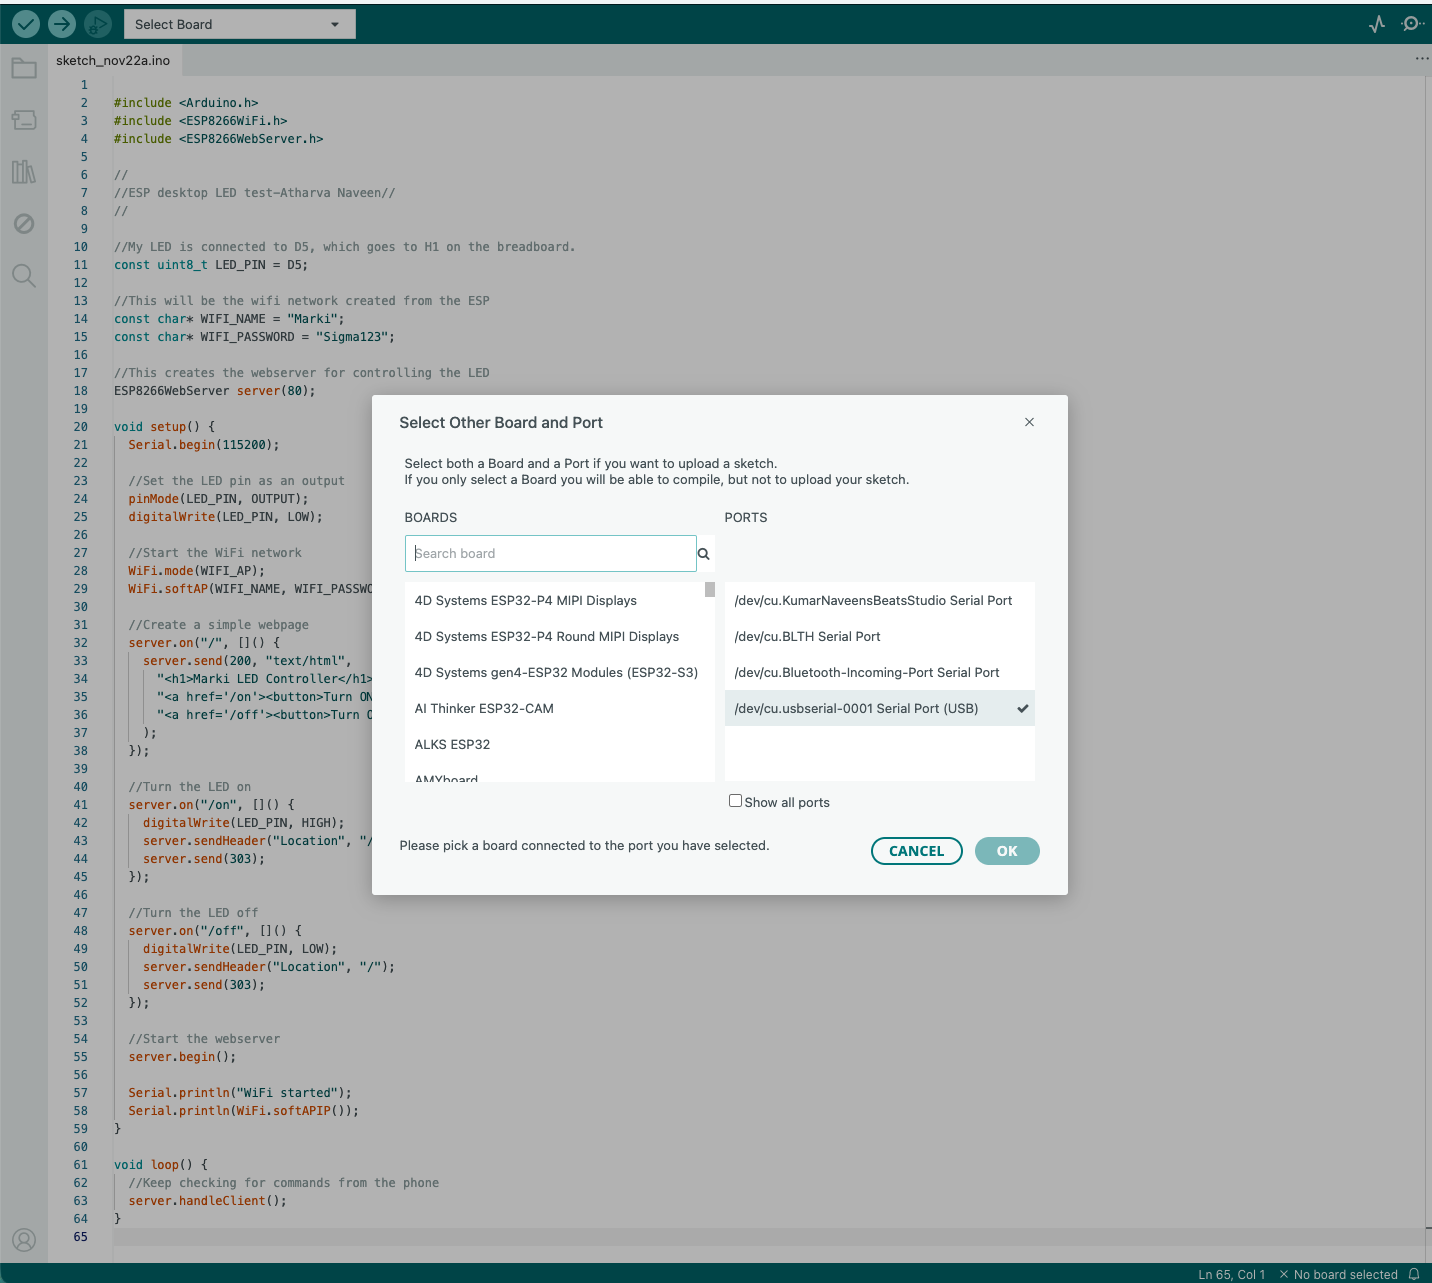 Select Board
sketch_nov22a.ino
1
2 #include <Arduino.h>
3 #include <ESP8266WiFi.h>
4 #include <ESP8266WebServer.h>
5
6 //
7 //ESP desktop LED test-Atharva Naveen//
8 //
9
10 //My LED is connected to D5, which goes to H1 on the breadboard.
11 const uint8_t LED_PIN = D5;
12
13 //This will be the wifi network created from the ESP
14 const char* WIFI_NAME = "Marki";
15 const char* WIFI_PASSWORD = "Sigma123";
16
17 //This creates the webserver for controlling the LED
18 ESP8266WebServer server(80);
19
20 void setup() {
21 Serial.begin(115200);
22
23 //Set the LED pin as an output
24 pinMode(LED_PIN, OUTPUT);
25 digitalWrite(LED_PIN, LOW);
26
27 //Start the WiFi network
28 WiFi.mode(WIFI_AP);
29 WiFi.softAP(WIFI_NAME, WIFI_PASSWO
30
31 //Create a simple webpage
32 server.on("/", []() {
33 server.send(200, "text/html",
34 "<h1>Marki LED Controller</h1>
35 "<a href='/on'><button>Turn ON
36 "<a href='/off'><button>Turn O
37 );
38 });
39
40 //Turn the LED on
41 server.on("/on", []() {
42 digitalWrite(LED_PIN, HIGH);
43 server.sendHeader("Location", "/
44 server.send(303);
45 });
46
47 //Turn the LED off
48 server.on("/off", []() {
49 digitalWrite(LED_PIN, LOW);
50 server.sendHeader("Location", "/");
51 server.send(303);
52 });
53
54 //Start the webserver
55 server.begin();
56
57 Serial.println("WiFi started");
58 Serial.println(WiFi.softAPIP());
59 }
60
61 void loop() {
62 //Keep checking for commands from the phone
63 server.handleClient();
64 }
65
Select Other Board and Port
Select both a Board and a Port if you want to upload a sketch.
If you only select a Board you will be able to compile, but not to upload your sketch.
BOARDS
Search board
4D Systems ESP32-P4 MIPI Displays
4D Systems ESP32-P4 Round MIPI Displays
4D Systems gen4-ESP32 Modules (ESP32-S3)
AI Thinker ESP32-CAM
ALKS ESP32
AMYboard
PORTS
/dev/cu.KumarNaveensBeatsStudio Serial Port
/dev/cu.BLTH Serial Port
/dev/cu.Bluetooth-Incoming-Port Serial Port
/dev/cu.usbserial-0001 Serial Port (USB)
Show all ports
Please pick a board connected to the port you have selected.
CANCEL
OK
Ln 65, Col 1 × No board selected